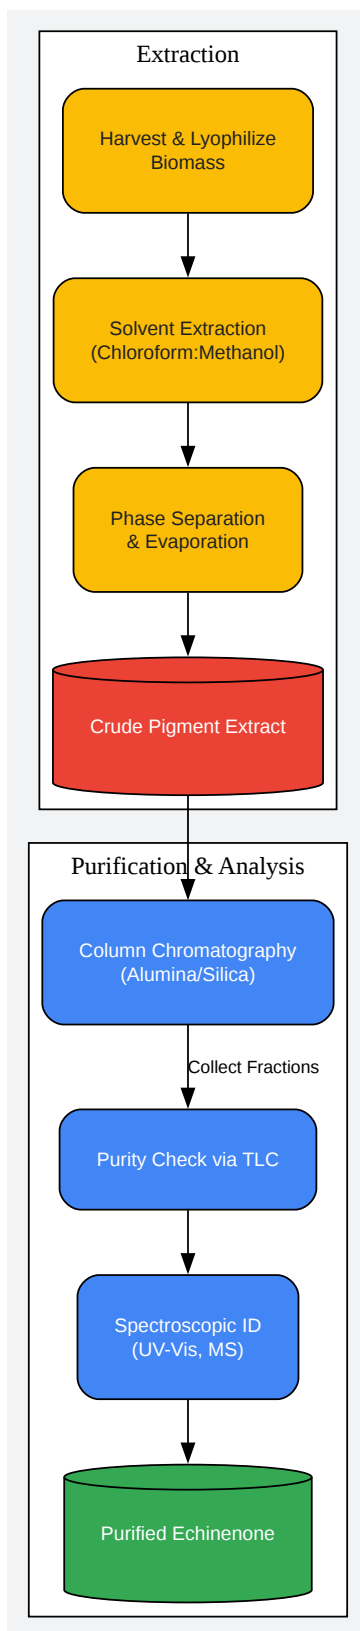 Extraction
Harvest & Lyophilize
Biomass
Solvent Extraction
(Chloroform:Methanol)
Phase Separation
& Evaporation
Crude Pigment Extract
Purification & Analysis
Column Chromatography
(Alumina/Silica)
Collect Fractions
Purity Check via TLC
Spectroscopic ID
(UV-Vis, MS)
Purified Echinenone